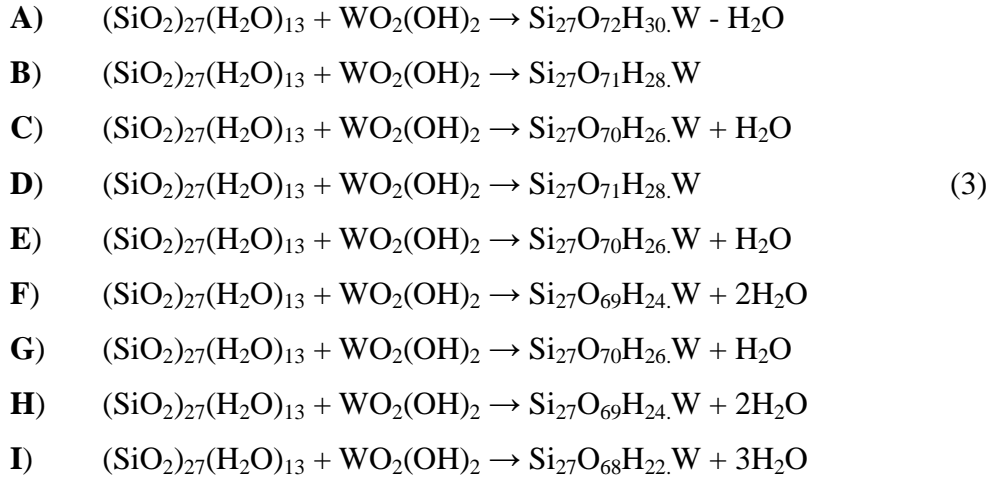 A) (SiO₂)₂₇(H₂O)₁₃ + WO₂(OH)₂ → Si₂₇O₇₂H₃₀.W - H₂O
B) (SiO₂)₂₇(H₂O)₁₃ + WO₂(OH)₂ → Si₂₇O₇₁H₂₈.W
C) (SiO₂)₂₇(H₂O)₁₃ + WO₂(OH)₂ → Si₂₇O₇₀H₂₆.W + H₂O
D) (SiO₂)₂₇(H₂O)₁₃ + WO₂(OH)₂ → Si₂₇O₇₁H₂₈.W (3)
E) (SiO₂)₂₇(H₂O)₁₃ + WO₂(OH)₂ → Si₂₇O₇₀H₂₆.W + H₂O
F) (SiO₂)₂₇(H₂O)₁₃ + WO₂(OH)₂ → Si₂₇O₆₉H₂₄.W + 2H₂O
G) (SiO₂)₂₇(H₂O)₁₃ + WO₂(OH)₂ → Si₂₇O₇₀H₂₆.W + H₂O
H) (SiO₂)₂₇(H₂O)₁₃ + WO₂(OH)₂ → Si₂₇O₆₉H₂₄.W + 2H₂O
I) (SiO₂)₂₇(H₂O)₁₃ + WO₂(OH)₂ → Si₂₇O₆₈H₂₂.W + 3H₂O